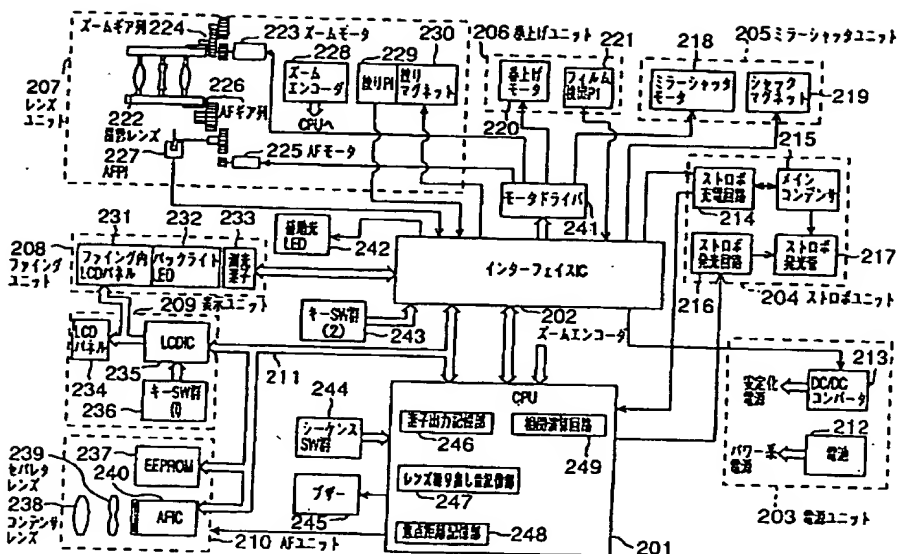 ズームギア列
224
223 ズームモータ
228
229
230
206 巻上げユニット
221
218
205 ミラーシャッタユニット
207
レンズユニット
ズームエンコーダ
絞りPI
絞りマグネット
CPUへ
226
AFギア列
222
撮影レンズ
227
AFPI
225 AFモータ
巻上げモータ
220
フィルム検出PI
ミラーシャッタモータ
シャッタマグネット
219
215
モータドライバ
241
ストロボ充電回路
214
メインコンデンサ
ストロボ発光回路
216
ストロボ発光管
217
204 ストロボユニット
231
232
233
208
ファインダユニット
ファインダ内LCDパネル
バックライトLED
測光素子
補助光LED
242
インターフェイスIC
202
209 表示ユニット
キーSW群(2)
243
ズームエンコーダ
LCDパネル
234
LCDIC
235
211
キーSW群(1)
236
244
シーケンスSW群
CPU
素子出力記憶部
246
相関演算回路
249
安定化電源
DC/DCコンバータ
213
212
パワー系電源
電池
203 電源ユニット
239
セパレタレンズ
237
EEPROM
240
238
コンデンサレンズ
AFIC
210 AFユニット
ブザー
245
レンズ繰り出し量記憶部
247
248
201